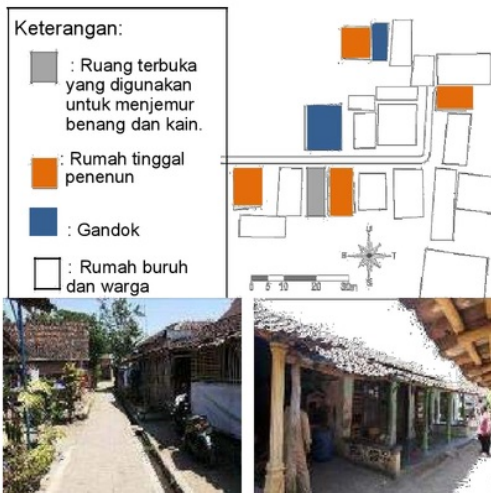 Keterangan:
: Ruang terbuka
yang digunakan
untuk menjemur
benang dan kain.
: Rumah tinggal
penenun
: Gandok
: Rumah buruh
dan warga
U
B
T
S
0 5 10 20 30m